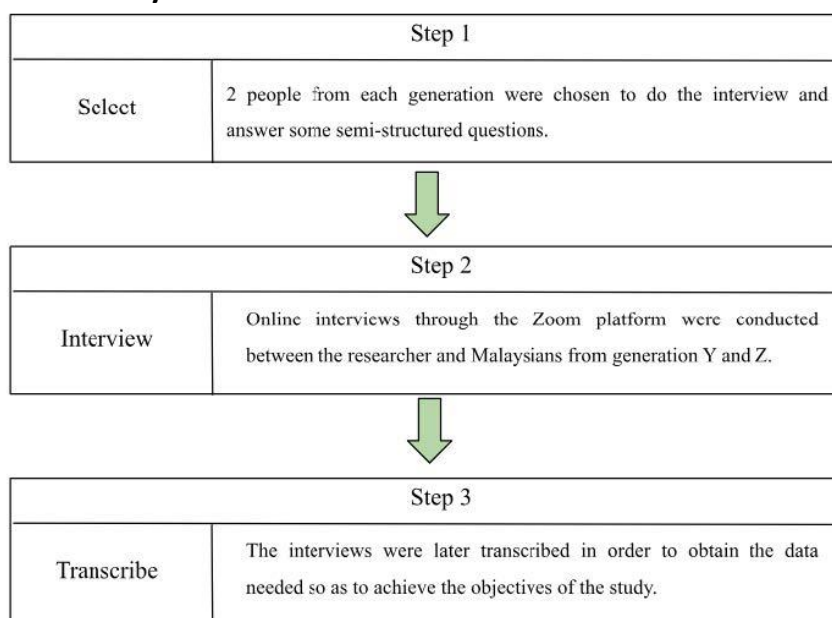 Step 1
Select
2 people from each generation were chosen to do the interview and
answer some semi-structured questions.
Step 2
Interview
Online interviews through the Zoom platform were conducted
between the researcher and Malaysians from generation Y and Z.
Step 3
Transcribe
The interviews were later transcribed in order to obtain the data
needed so as to achieve the objectives of the study.